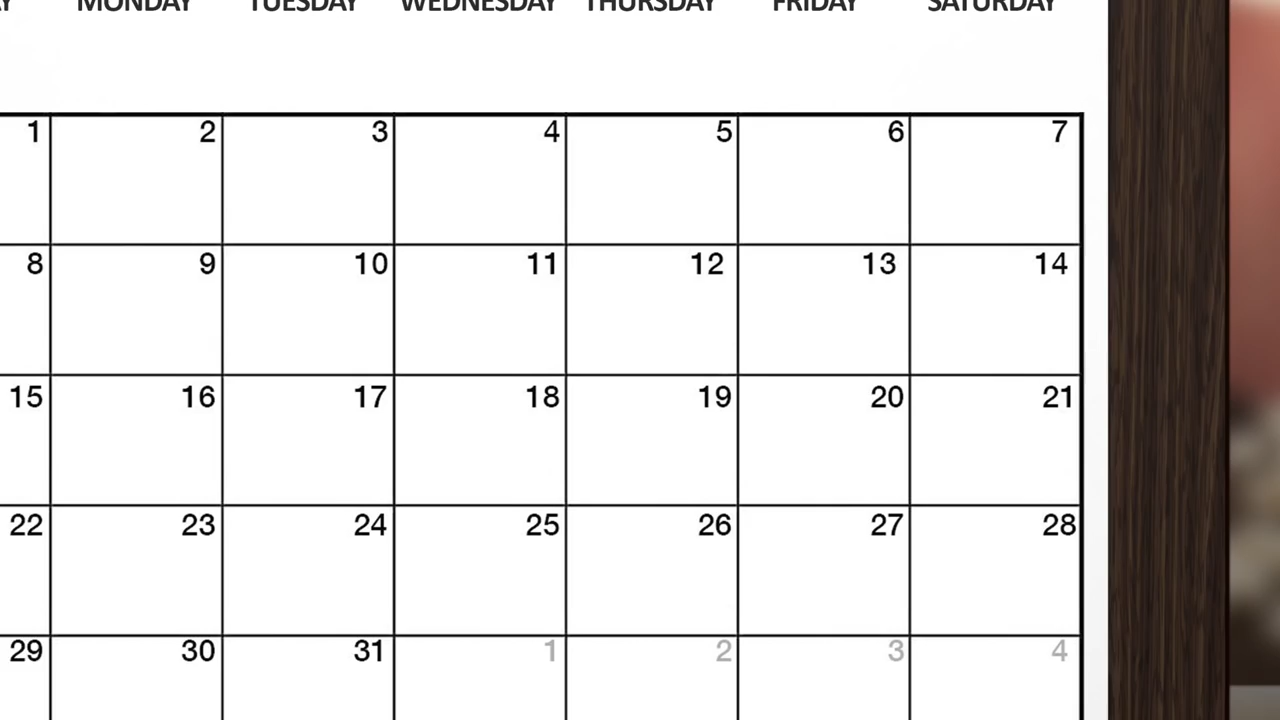 MONDAY TUESDAY WEDNESDAY THURSDAY FRIDAY SATURDAY
1 2 3 4 5 6 7
8 9 10 11 12 13 14
15 16 17 18 19 20 21
22 23 24 25 26 27 28
29 30 31 1 2 3 4